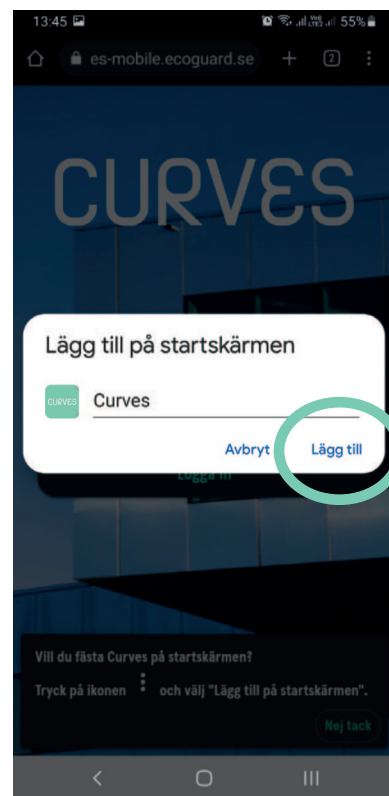 13:45 55%
es-mobile.ecoguard.se 2
CURVES
Lägg till på startskärmen
CURVES Curves
Avbryt Lägg till
Logga in
Vill du fästa Curves på startskärmen?
Tryck på ikonen ⋮ och välj "Lägg till på startskärmen".
Nej tack